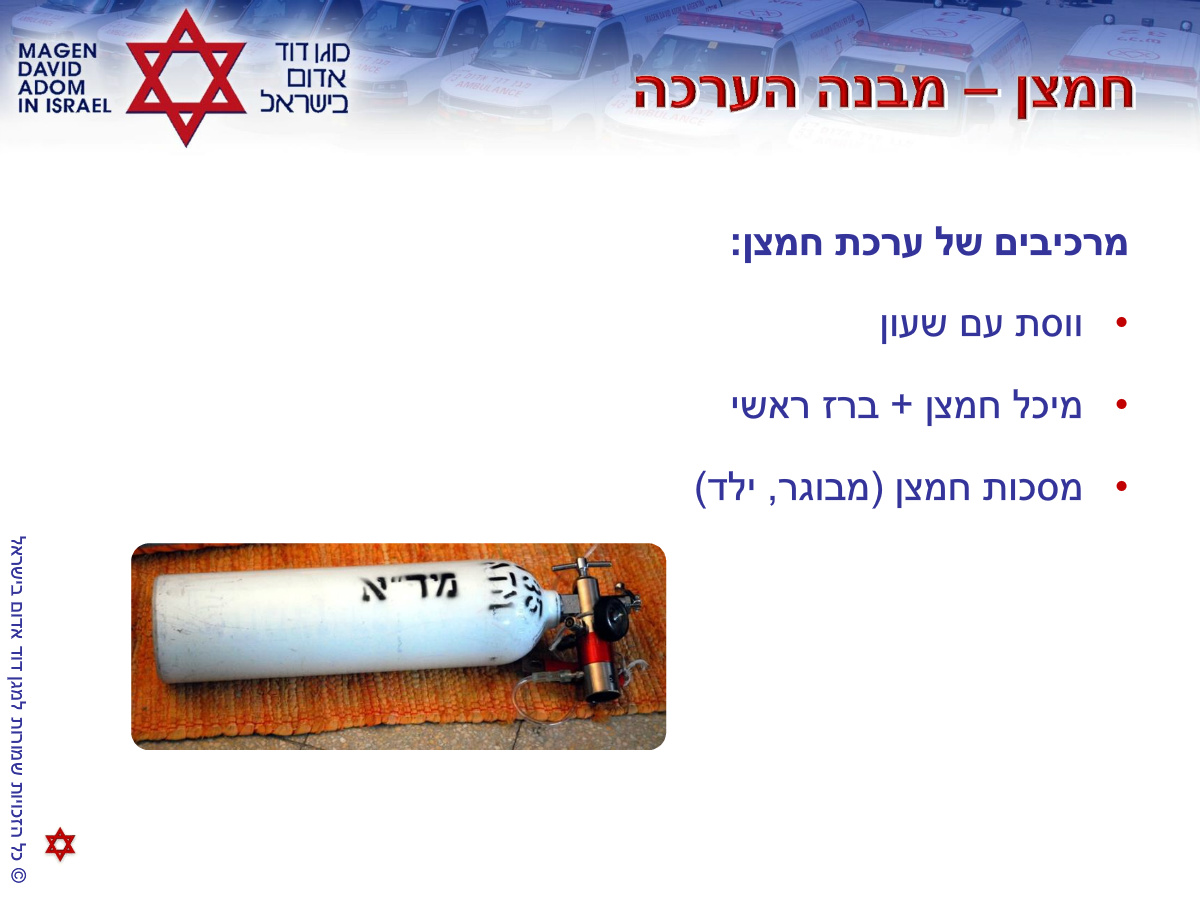 MAGEN
DAVID
ADOM
IN ISRAEL
מגן דוד
אדום
בישראל
חמצן – מבנה הערכה
מרכיבים של ערכת חמצן:
• ווסת עם שעון
• מיכל חמצן + ברז ראשי
• מסכות חמצן (מבוגר, ילד)
מד״א
© כל הזכויות שמורות למגן דוד אדום בישראל